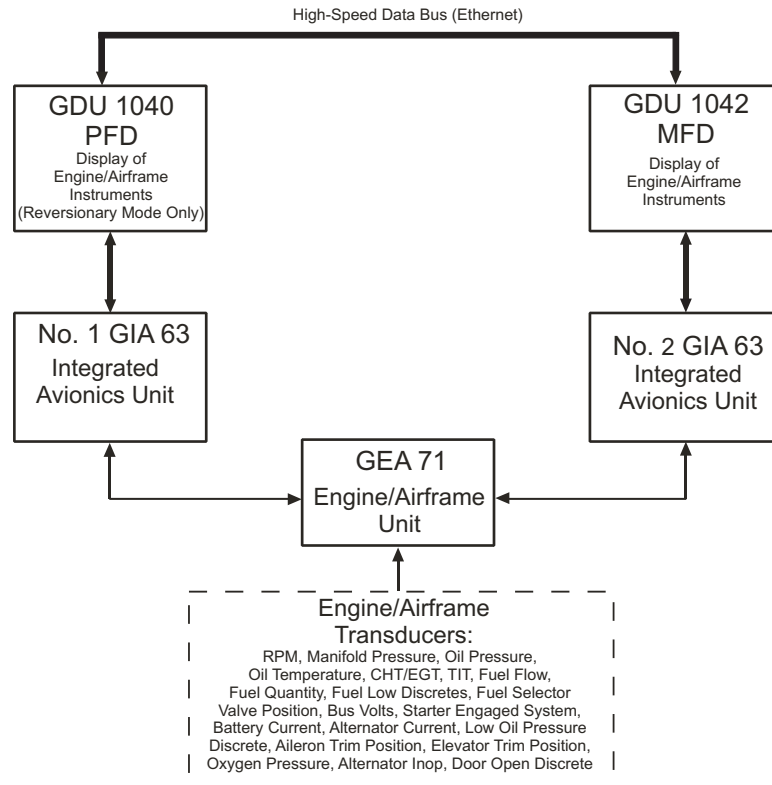 High-Speed Data Bus (Ethernet)
GDU 1040
PFD
Display of
Engine/Airframe
Instruments
(Reversionary Mode Only)
GDU 1042
MFD
Display of
Engine/Airframe
Instruments
No. 1 GIA 63
Integrated
Avionics Unit
No. 2 GIA 63
Integrated
Avionics Unit
GEA 71
Engine/Airframe
Unit
Engine/Airframe
Transducers:
RPM, Manifold Pressure, Oil Pressure,
Oil Temperature, CHT/EGT, TIT, Fuel Flow,
Fuel Quantity, Fuel Low Discretes, Fuel Selector
Valve Position, Bus Volts, Starter Engaged System,
Battery Current, Alternator Current, Low Oil Pressure
Discrete, Aileron Trim Position, Elevator Trim Position,
Oxygen Pressure, Alternator Inop, Door Open Discrete